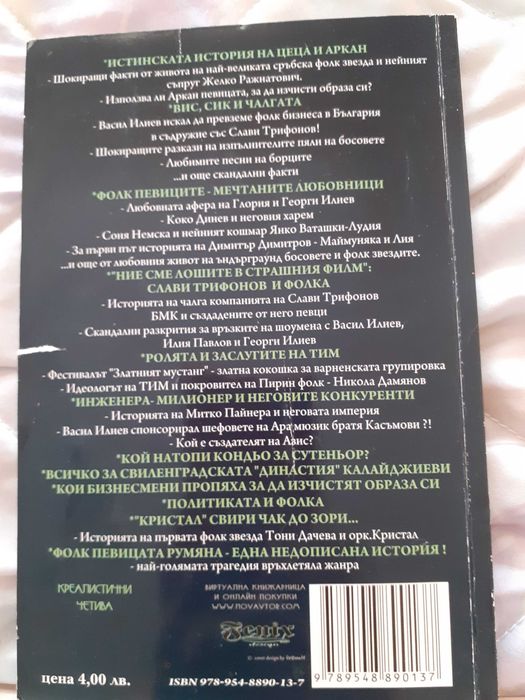 *ИСТИНСКАТА ИСТОРИЯ НА ЦЕЦА И АРКАН
- Шокиращи факти от живота на най-великата сръбска фолк звезда и нейният
съпруг Желко Ражнатович.
- Използва ли Аркан певицата, за да изчисти образа си?
*ВИС, СИК И ЧАЛГАТА
- Васил Илиев искал да превземе фолк бизнеса в България
в съдружие със Слави Трифонов!
- Шокиращите разкази на изпълнителите пяли на босовете
- Любимите песни на борците
...и още скандални факти
*ФОЛК ПЕВИЦИТЕ - МЕЧТАНИТЕ ЛЮБОВНИЦИ
- Любовната афера на Глория и Георги Илиев
- Коко Динев и неговия харем
- Соня Немска и нейният кошмар Янко Ваташки-Лудия
- За първи път историята на Димитър Димитров - Маймуняка и Лия
...и още от любовния живот на ъндърграунд босовете и фолк звездите.
*"НИЕ СМЕ ЛОШИТЕ В СТРАШНИЯ ФИЛМ":
СЛАВИ ТРИФОНОВ И ФОЛКА
- Историята на чалга компанията на Слави Трифонов
БМК и създадените от него певци
- Скандални разкрития за връзките на шоумена с Васил Илиев,
Илия Павлов и Георги Илиев
*РОЛЯТА И ЗАСЛУГИТЕ НА ТИМ
- Фестивалът "Златният мустанг" - златна кокошка за варненската групировка
- Идеологът на ТИМ и покровител на Пирин фолк - Никола Дамянов
*ИНЖЕНЕРА- МИЛИОНЕР И НЕГОВИТЕ КОНКУРЕНТИ
- Историята на Митко Пайнера и неговата империя
- Васил Илиев спонсорирал шефовете на Ара мюзик братя Касъмови ?!
- Кой е създателят на Азис?
*КОЙ НАТОПИ КОНДЬО ЗА СУТЕНЬОР?
*ВСИЧКО ЗА СВИЛЕНГРАДСКАТА "ДИНАСТИЯ" КАЛАЙДЖИЕВИ
*КОИ БИЗНЕСМЕНИ ПРОПЯХА ЗА ДА ИЗЧИСТЯТ ОБРАЗА СИ
*ПОЛИТИКАТА И ФОЛКА
*"КРИСТАЛ" СВИРИ ЧАК ДО ЗОРИ...
- Историята на първата фолк звезда Тони Дачева и орк.Кристал
*ФОЛК ПЕВИЦАТА РУМЯНА - ЕДНА НЕДОПИСАНА ИСТОРИЯ !
- най-голямата трагедия връхлетяла жанра
КРЕАЛИСТИЧНИ
ЧЕТИВА
ВИРТУАЛНА КНИЖАРНИЦА
И ОНЛАЙН ПОКУПКИ
WWW.NOVAVTOR.COM
Fenix
design
цена 4,00 лв.
ISBN 978-954-8890-13-7
9 789548 890137